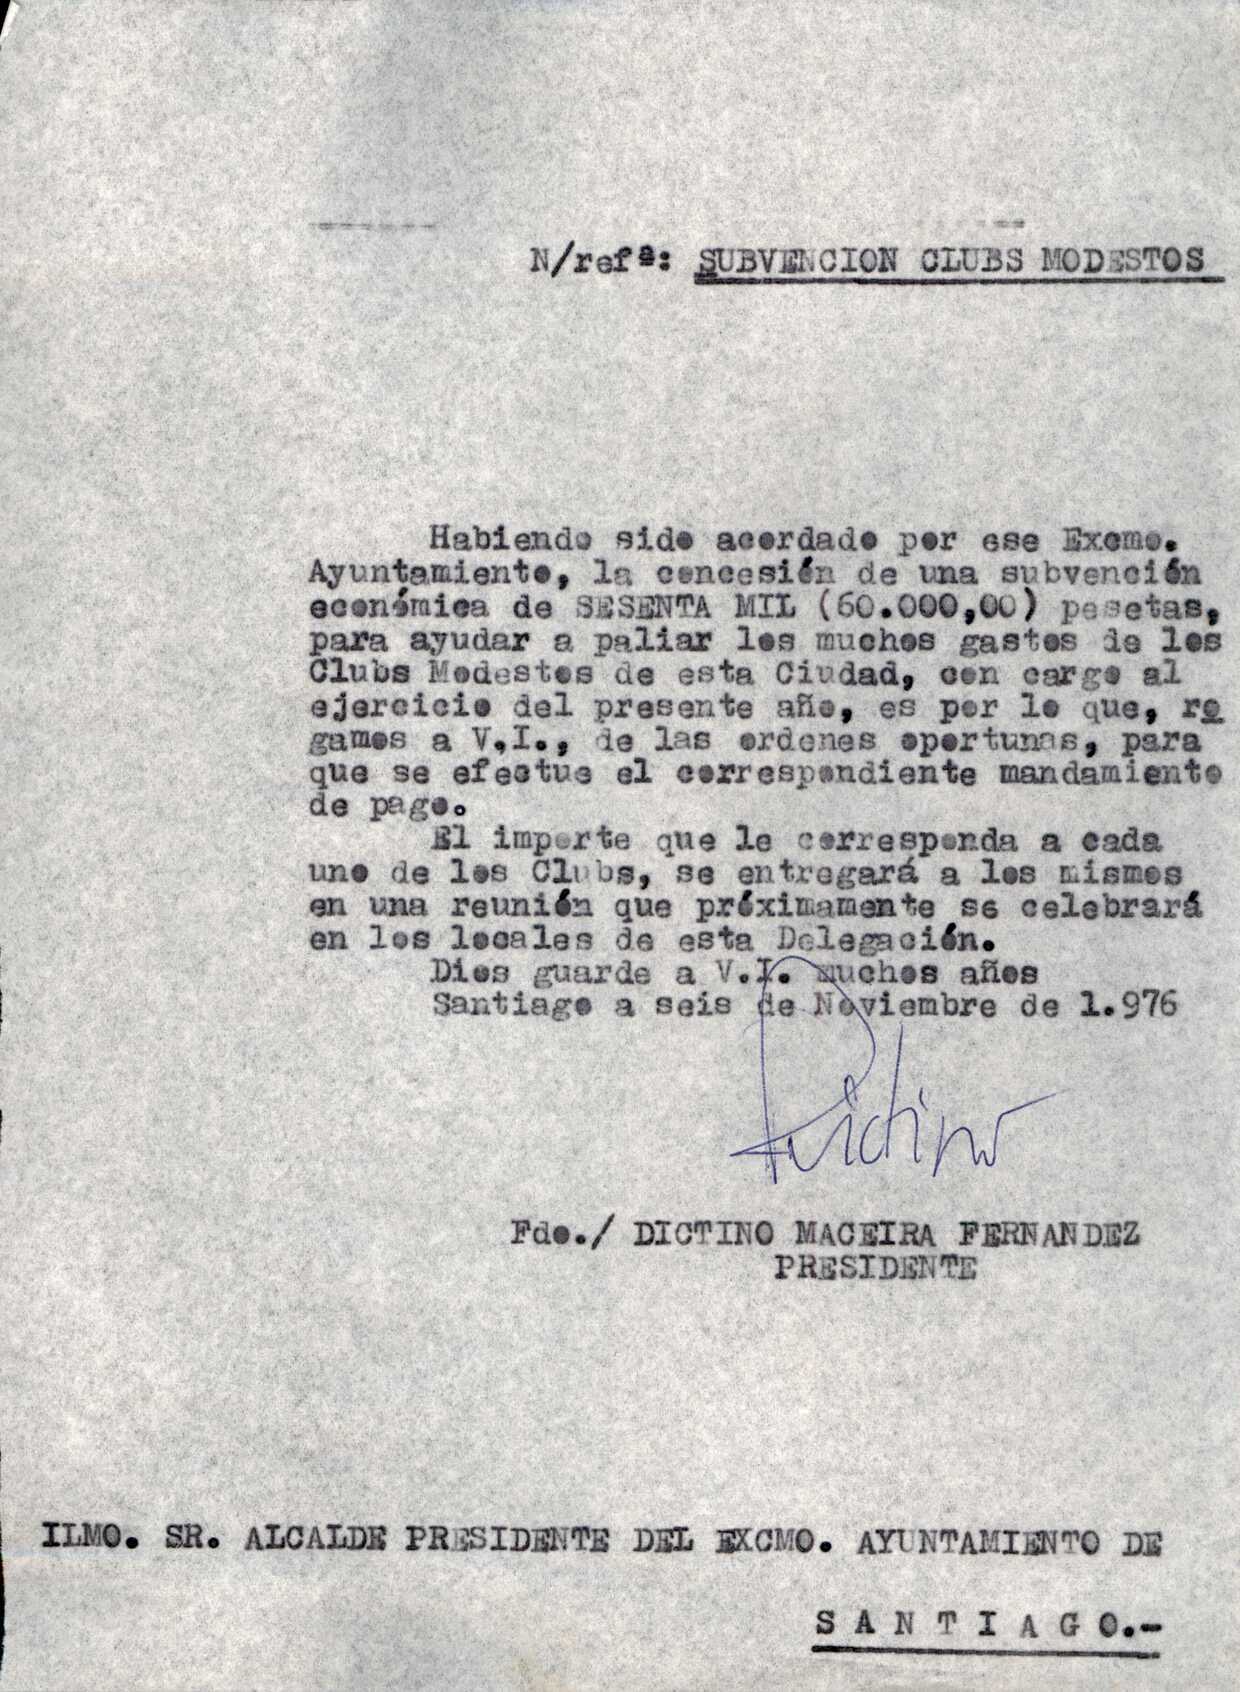 N/refª: SUBVENCION CLUBS MODESTOS
Habiendo sido acordado por ese Excmo.
Ayuntamiento, la concesión de una subvención
económica de SESENTA MIL (60.000,00) pesetas,
para ayudar a paliar los muchos gastos de los
Clubs Modestos de esta Ciudad, con cargo al
ejercicio del presente año, es por lo que, ro
gamos a V.I., de las ordenes oportunas, para
que se efectue el correspondiente mandamiento
de pago.
El importe que le corresponda a cada
uno de los Clubs, se entregará a los mismos
en una reunión que próximamente se celebrará
en los locales de esta Delegación.
Dios guarde a V.I. muchos años
Santiago a seis de Noviembre de 1.976
Dictino
Fdo./ DICTINO MACEIRA FERNANDEZ
PRESIDENTE
ILMO. SR. ALCALDE PRESIDENTE DEL EXCMO. AYUNTAMIENTO DE
S A N T I A G O.-